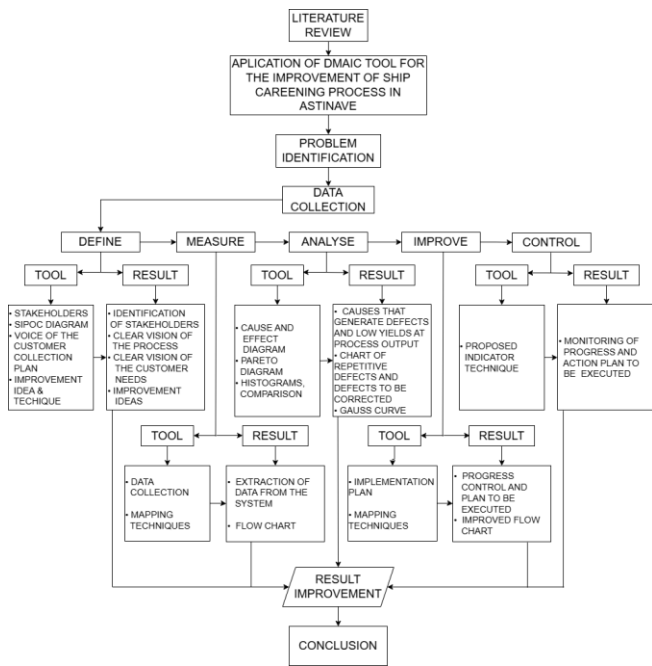 LITERATURE
REVIEW
APLICATION OF DMAIC TOOL FOR
THE IMPROVEMENT OF SHIP
CAREENING PROCESS IN
ASTINAVE
PROBLEM
IDENTIFICATION
DATA
COLLECTION
DEFINE
MEASURE
ANALYSE
IMPROVE
CONTROL
TOOL
RESULT
• STAKEHOLDERS
• SIPOC DIAGRAM
• VOICE OF THE
CUSTOMER
COLLECTION
PLAN
• IMPROVEMENT
IDEA &
TECHIQUE
• IDENTIFICATION
OF STAKEHOLDERS
• CLEAR VISION OF
THE PROCESS
• CLEAR VISION OF
THE CUSTOMER
NEEDS
• IMPROVEMENT
IDEAS
TOOL
RESULT
• CAUSE AND
EFFECT
DIAGRAM
• PARETO
DIAGRAM
• HISTOGRAMS,
COMPARISON
• CAUSES THAT
GENERATE DEFECTS
AND LOW YIELDS AT
PROCESS OUTPUT
• CHART OF
REPETITIVE DEFECTS
AND DEFECTS TO BE
CORRECTED
• GAUSS CURVE
TOOL
RESULT
• PROPOSED
INDICATOR
TECHNIQUE
• MONITORING OF
PROGRESS AND
ACTION PLAN TO
BE EXECUTED
TOOL
RESULT
• DATA
COLLECTION
• MAPPING
TECHNIQUES
• EXTRACTION OF
DATA FROM THE
SYSTEM
• FLOW CHART
TOOL
RESULT
• IMPLEMENTATION
PLAN
• MAPPING
TECHNIQUES
• PROGRESS
CONTROL AND
PLAN TO BE
EXECUTED
• IMPROVED FLOW
CHART
RESULT
IMPROVEMENT
CONCLUSION